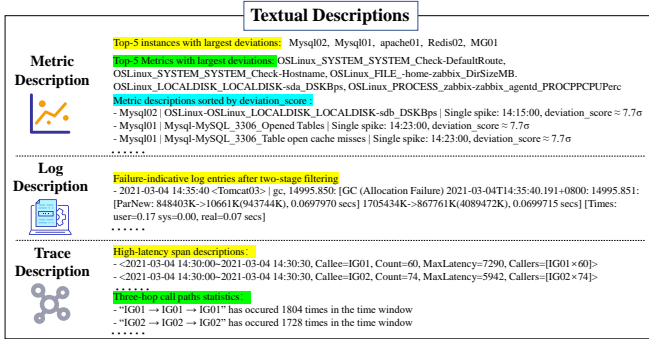 Textual Descriptions
Metric
Description
Top-5 instances with largest deviations: Mysql02, Mysql01, apache01, Redis02, MG01
Top-5 Metrics with largest deviations: OSLinux_SYSTEM_SYSTEM_Check-DefaultRoute,
OSLinux_SYSTEM_SYSTEM_Check-Hostname, OSLinux_FILE_-home-zabbix_DirSizeMB.
OSLinux_LOCALDISK_LOCALDISK-sda_DSKBps, OSLinux_PROCESS_zabbix-zabbix_agentd_PROCPPCPUPerc
Metric descriptions sorted by deviation_score :
- Mysql02 | OSLinux-OSLinux_LOCALDISK_LOCALDISK-sdb_DSKBps | Single spike: 14:15:00, deviation_score ≈ 7.7σ
- Mysql01 | Mysql-MySQL_3306_Opened Tables | Single spike: 14:23:00, deviation_score ≈ 7.7σ
- Mysql01 | Mysql-MySQL_3306_Table open cache misses | Single spike: 14:23:00, deviation_score ≈ 7.7σ
......
Log
Description
Failure-indicative log entries after two-stage filtering
- 2021-03-04 14:35:40 <Tomcat03> | gc, 14995.850: [GC (Allocation Failure) 2021-03-04T14:35:40.191+0800: 14995.851:
[ParNew: 848403K->10661K(943744K), 0.0697970 secs] 1705434K->867761K(4089472K), 0.0699715 secs] [Times:
user=0.17 sys=0.00, real=0.07 secs]
......
Trace
Description
High-latency span descriptions:
- <2021-03-04 14:30:00~2021-03-04 14:30:30, Callee=IG01, Count=60, MaxLatency=7290, Callers=[IG01×60]>
- <2021-03-04 14:30:00~2021-03-04 14:30:30, Callee=IG02, Count=74, MaxLatency=5942, Callers=[IG02×74]>
......
Three-hop call paths statistics:
- “IG01 → IG01 → IG01” has occured 1804 times in the time window
- “IG02 → IG02 → IG02” has occured 1728 times in the time window
......